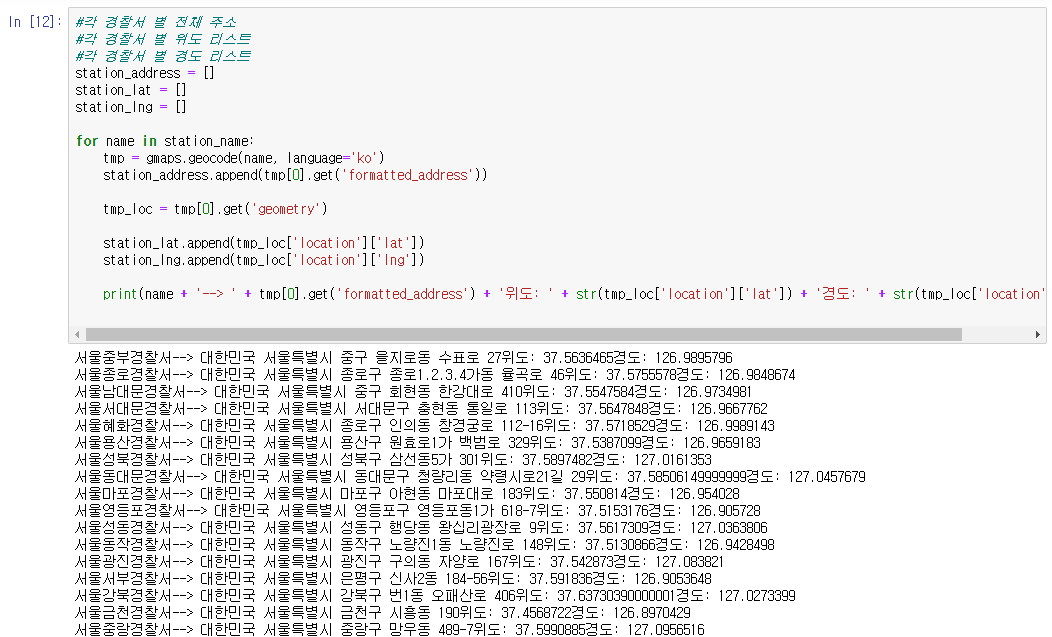 In [12]:
#각 경찰서 별 전체 주소
#각 경찰서 별 위도 리스트
#각 경찰서 별 경도 리스트
station_address = []
station_lat = []
station_lng = []
for name in station_name:
tmp = gmaps.geocode(name, language='ko')
station_address.append(tmp[0].get('formatted_address'))
tmp_loc = tmp[0].get('geometry')
station_lat.append(tmp_loc['location']['lat'])
station_lng.append(tmp_loc['location']['lng'])
print(name + '--> ' + tmp[0].get('formatted_address') + '위도: ' + str(tmp_loc['location']['lat']) + '경도: ' + str(tmp_loc['location'
서울중부경찰서--> 대한민국 서울특별시 중구 을지로동 수표로 27위도: 37.5636465경도: 126.9895796
서울종로경찰서--> 대한민국 서울특별시 종로구 종로1.2.3.4가동 율곡로 46위도: 37.5755578경도: 126.9848674
서울남대문경찰서--> 대한민국 서울특별시 중구 회현동 한강대로 410위도: 37.5547584경도: 126.9734981
서울서대문경찰서--> 대한민국 서울특별시 서대문구 충현동 통일로 113위도: 37.5647848경도: 126.9667762
서울혜화경찰서--> 대한민국 서울특별시 종로구 인의동 창경궁로 112-16위도: 37.5718529경도: 126.9989143
서울용산경찰서--> 대한민국 서울특별시 용산구 원효로1가 백범로 329위도: 37.5387099경도: 126.9659183
서울성북경찰서--> 대한민국 서울특별시 성북구 삼선동5가 301위도: 37.5897482경도: 127.0161353
서울동대문경찰서--> 대한민국 서울특별시 동대문구 청량리동 약령시로21길 29위도: 37.58506149999999경도: 127.0457679
서울마포경찰서--> 대한민국 서울특별시 마포구 아현동 마포대로 183위도: 37.550814경도: 126.954028
서울영등포경찰서--> 대한민국 서울특별시 영등포구 영등포동1가 618-7위도: 37.5153176경도: 126.905728
서울성동경찰서--> 대한민국 서울특별시 성동구 행당동 왕십리광장로 9위도: 37.5617309경도: 127.0363806
서울동작경찰서--> 대한민국 서울특별시 동작구 노량진1동 노량진로 148위도: 37.5130866경도: 126.9428498
서울광진경찰서--> 대한민국 서울특별시 광진구 구의동 자양로 167위도: 37.542873경도: 127.083821
서울서부경찰서--> 대한민국 서울특별시 은평구 신사2동 184-56위도: 37.591836경도: 126.9053648
서울강북경찰서--> 대한민국 서울특별시 강북구 번1동 오패산로 406위도: 37.63730390000001경도: 127.0273399
서울금천경찰서--> 대한민국 서울특별시 금천구 시흥동 190위도: 37.4568722경도: 126.8970429
서울중랑경찰서--> 대한민국 서울특별시 중랑구 망우동 489-7위도: 37.5990885경도: 127.0956516